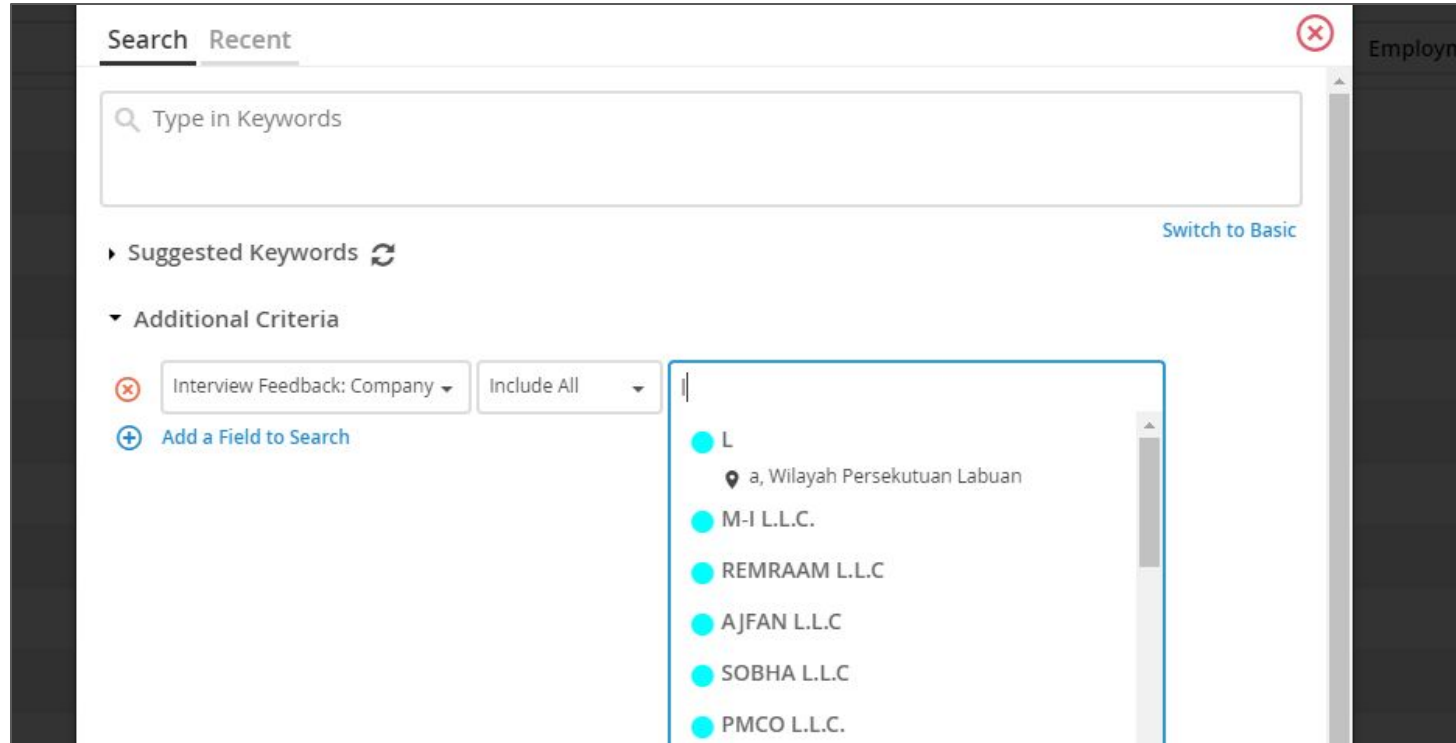 Search Recent
Employm
Type in Keywords
Switch to Basic
Suggested Keywords
Additional Criteria
Interview Feedback: Company Include All l
Add a Field to Search
L
a, Wilayah Persekutuan Labuan
M-I L.L.C.
REMRAAM L.L.C
AJFAN L.L.C
SOBHA L.L.C
PMCO L.L.C.